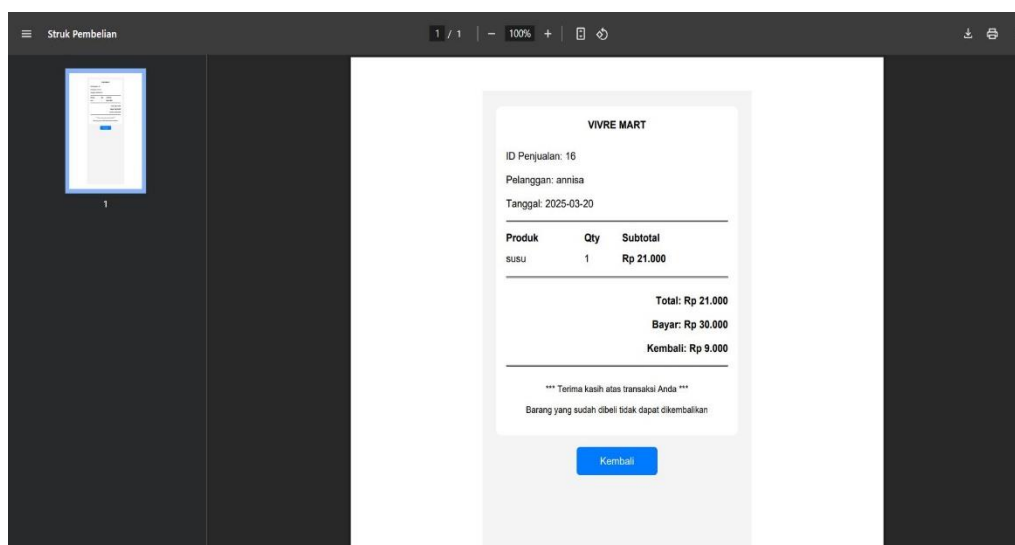 Struk Pembelian
1 / 1
100%
1
VIVRE MART
ID Penjualan: 16
Pelanggan: annisa
Tanggal: 2025-03-20
Produk Qty Subtotal
susu 1 Rp 21.000
Total: Rp 21.000
Bayar: Rp 30.000
Kembali: Rp 9.000
*** Terima kasih atas transaksi Anda ***
Barang yang sudah dibeli tidak dapat dikembalikan
Kembali